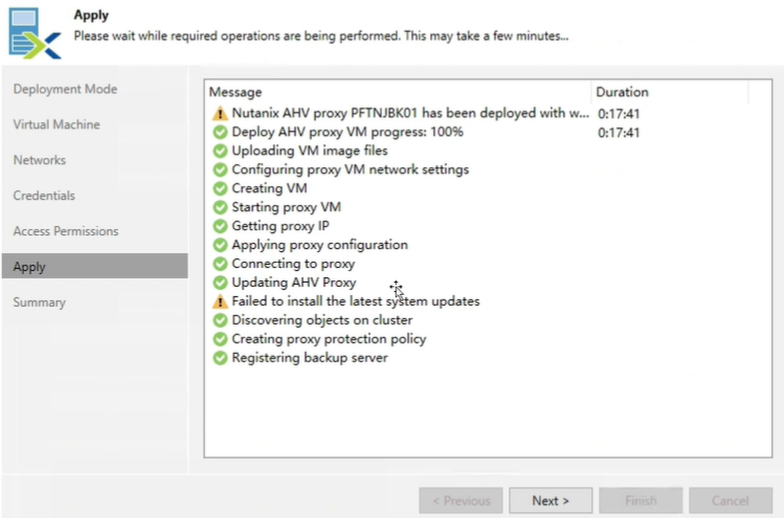 Apply
Please wait while required operations are being performed. This may take a few minutes...
Deployment Mode
Virtual Machine
Networks
Credentials
Access Permissions
Apply
Summary
Message Duration
Nutanix AHV proxy PFTNJBK01 has been deployed with w... 0:17:41
Deploy AHV proxy VM progress: 100% 0:17:41
Uploading VM image files
Configuring proxy VM network settings
Creating VM
Starting proxy VM
Getting proxy IP
Applying proxy configuration
Connecting to proxy
Updating AHV Proxy
Failed to install the latest system updates
Discovering objects on cluster
Creating proxy protection policy
Registering backup server
< Previous Next > Finish Cancel